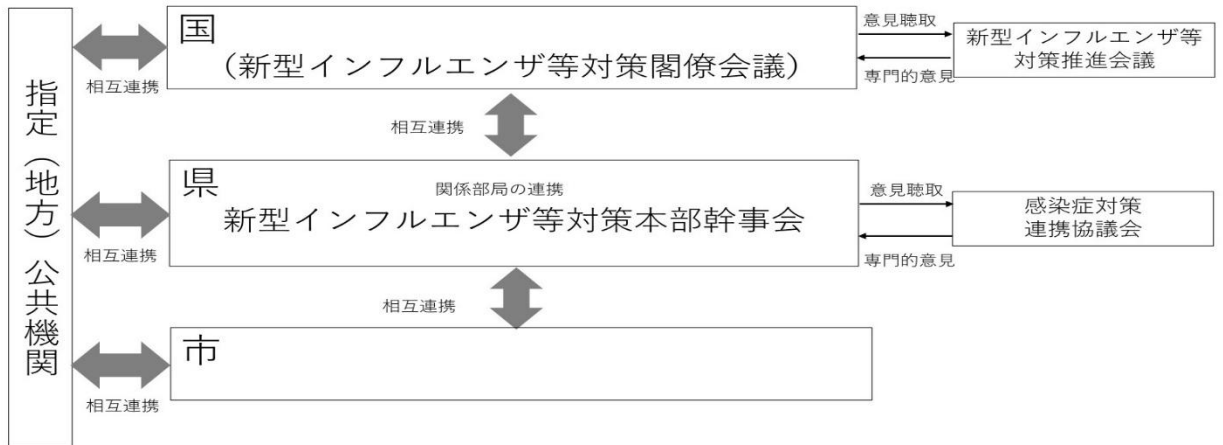 指定（地方）公共機関
国
（新型インフルエンザ等対策閣僚会議）
意見聴取
専門的意見
新型インフルエンザ等
対策推進会議
相互連携
相互連携
県
関係部局の連携
新型インフルエンザ等対策本部幹事会
意見聴取
専門的意見
感染症対策
連携協議会
相互連携
相互連携
市
相互連携